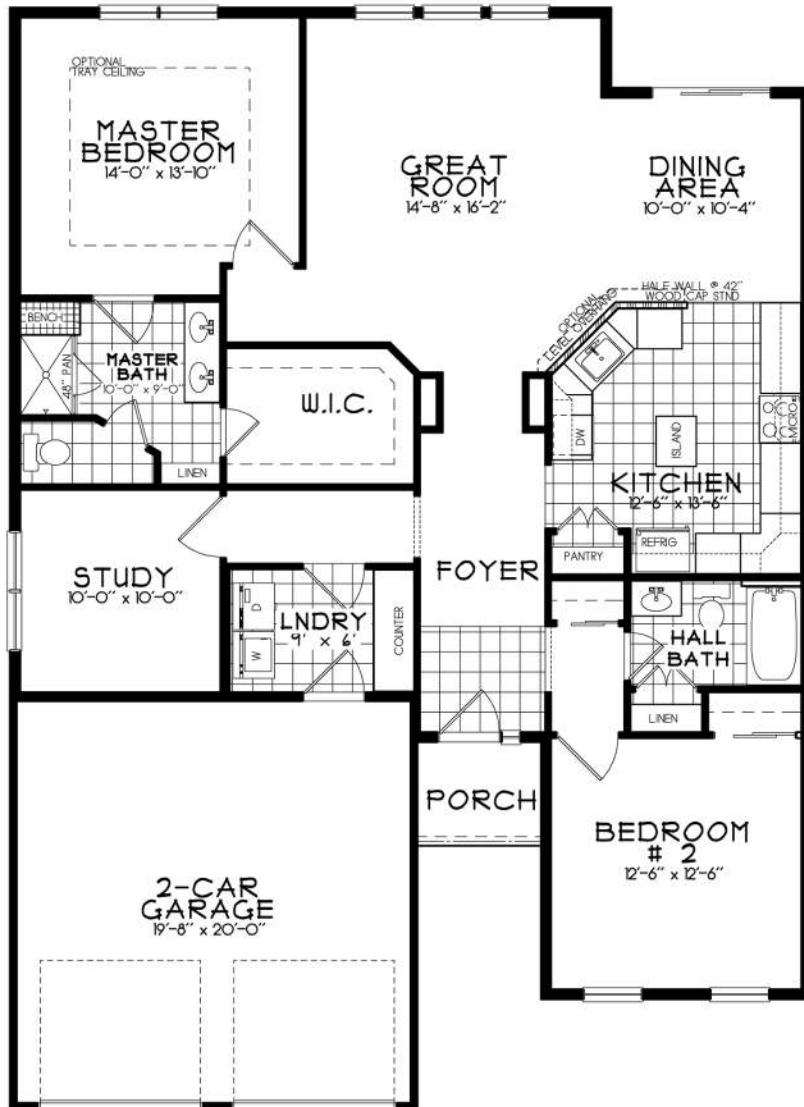 OPTIONAL
TRAY CEILING
MASTER
BEDROOM
14'-0" x 13'-10"
GREAT
ROOM
14'-8" x 16'-2"
DINING
AREA
10'-0" x 10'-4"
HALF WALL @ 42"
WOOD CAP STND
OPTIONAL
LEVEL OVERHANG
BENCH
48" PAN
MASTER
BATH
10'-0" x 9'-0"
LINEN
W.I.C.
DW
ISLAND
MICRO
KITCHEN
12'-6" x 13'-6"
PANTRY
REFRIG
STUDY
10'-0" x 10'-0"
D
W
LNDRY
9' x 6'
COUNTER
FOYER
HALL
BATH
LINEN
PORCH
BEDROOM
# 2
12'-6" x 12'-6"
2-CAR
GARAGE
19'-8" x 20'-0"